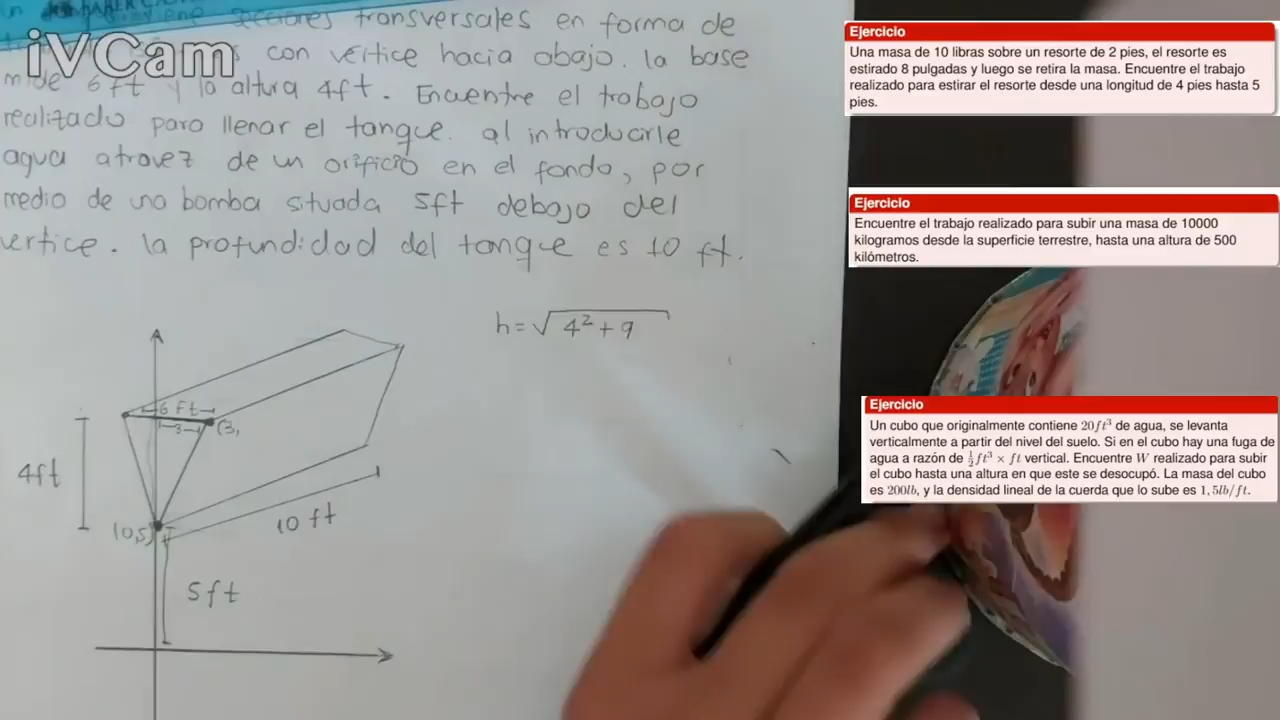 secciones transversales en forma de
iVCam
con vertice hacia abajo. la base
mide 6ft y la altura 4ft. Encuentre el trabajo
realizado para llenar el tanque. al introducirle
agua atravez de un orificio en el fondo, por
medio de una bomba situada 5ft debajo del
vertice. la profundidad del tanque es 10 ft.
h=√4²+9
6 Ft
3
(3,
4ft
(0,5)
10 ft
5ft
Ejercicio
Una masa de 10 libras sobre un resorte de 2 pies, el resorte es
estirado 8 pulgadas y luego se retira la masa. Encuentre el trabajo
realizado para estirar el resorte desde una longitud de 4 pies hasta 5
pies.
Ejercicio
Encuentre el trabajo realizado para subir una masa de 10000
kilogramos desde la superficie terrestre, hasta una altura de 500
kilómetros.
Ejercicio
Un cubo que originalmente contiene 20ft³ de agua, se levanta
verticalmente a partir del nivel del suelo. Si en el cubo hay una fuga de
agua a razón de ½ft³ × ft vertical. Encuentre W realizado para subir
el cubo hasta una altura en que este se desocupó. La masa del cubo
es 200lb, y la densidad lineal de la cuerda que lo sube es 1,5lb/ft.